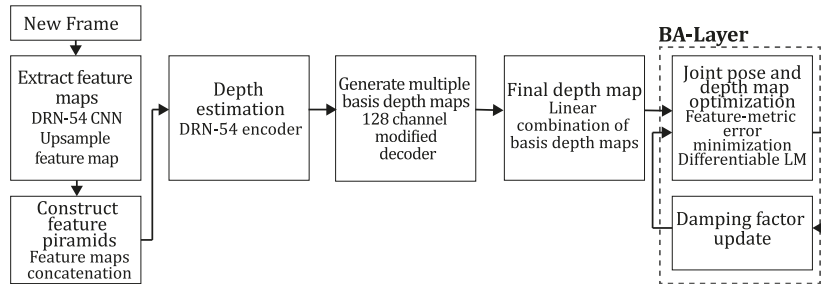 New Frame
Extract feature
maps
DRN-54 CNN
Upsample
feature map
Construct
feature
piramids
Feature maps
concatenation
Depth
estimation
DRN-54 encoder
Generate multiple
basis depth maps
128 channel
modified
decoder
Final depth map
Linear
combination of
basis depth maps
BA-Layer
Joint pose and
depth map
optimization
Feature-metric
error
minimization
Differentiable LM
Damping factor
update